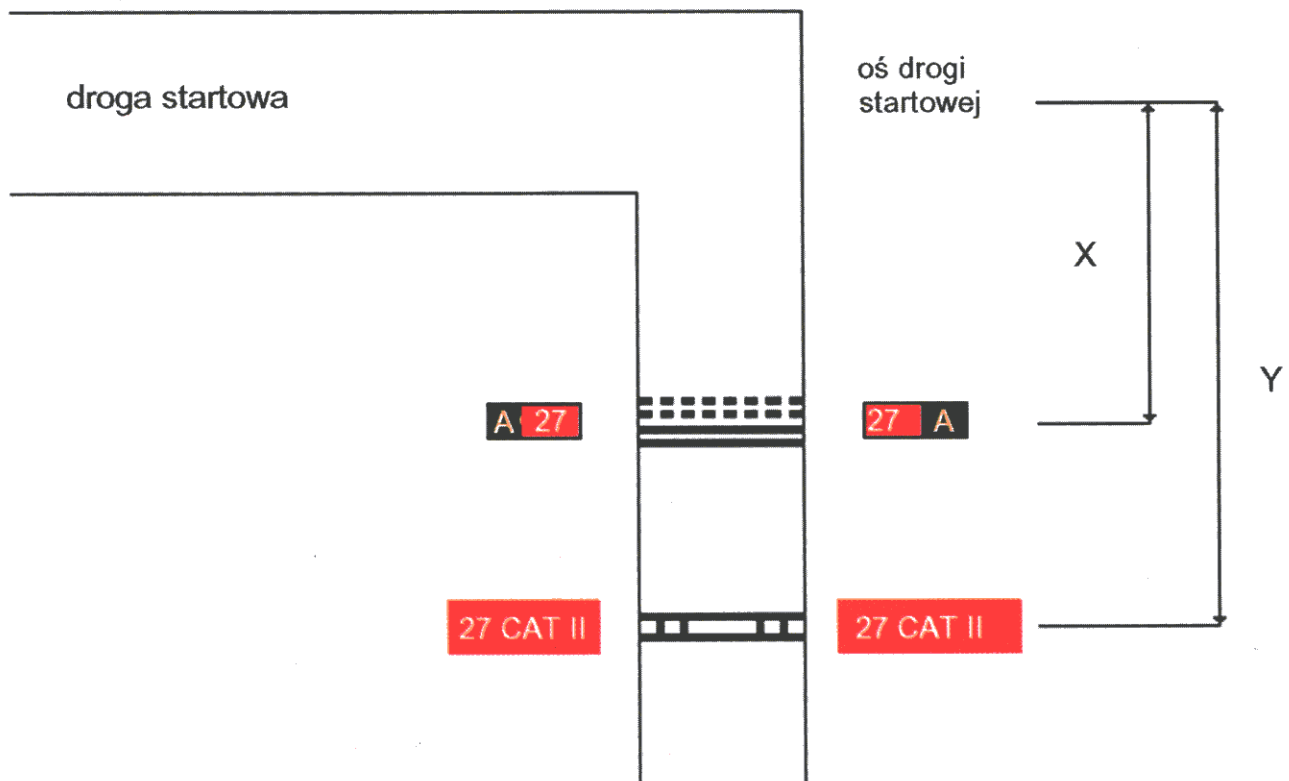 droga startowa
oś drogi
startowej
X
Y
A 27
27 A
27 CAT II
27 CAT II